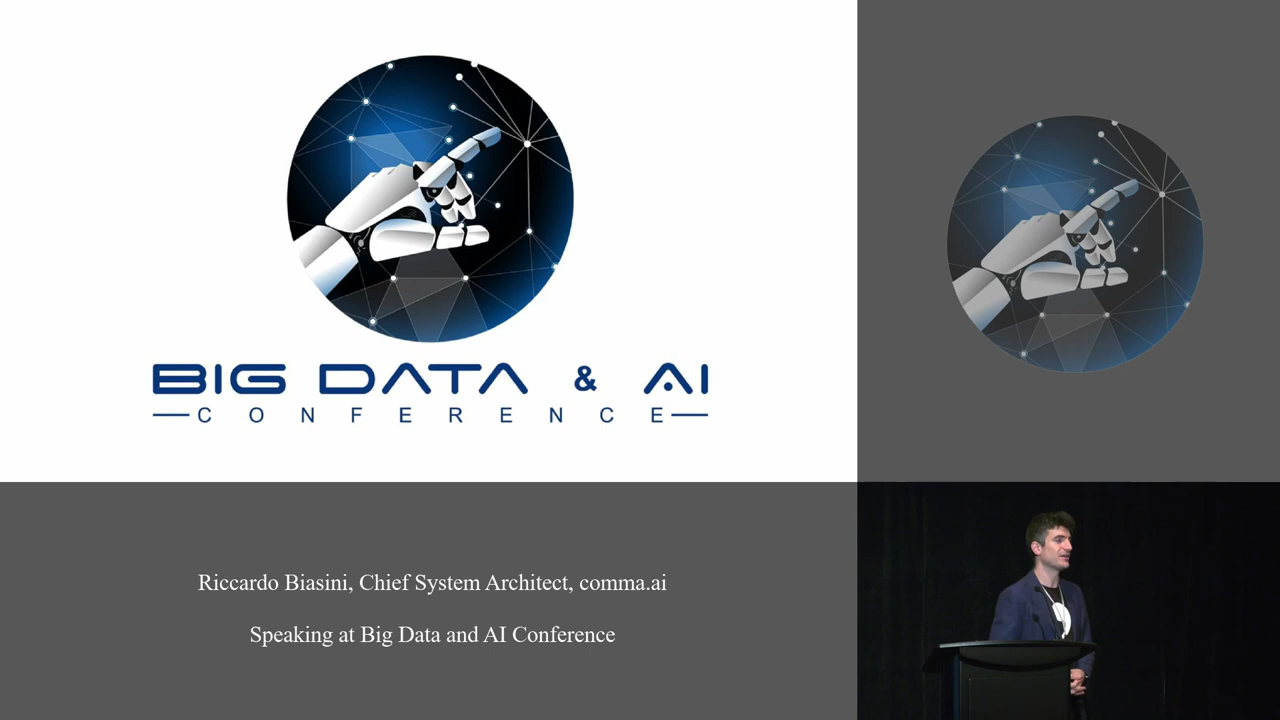 BIG DATA & AI
CONFERENCE
Riccardo Biasini, Chief System Architect, comma.ai
Speaking at Big Data and AI Conference